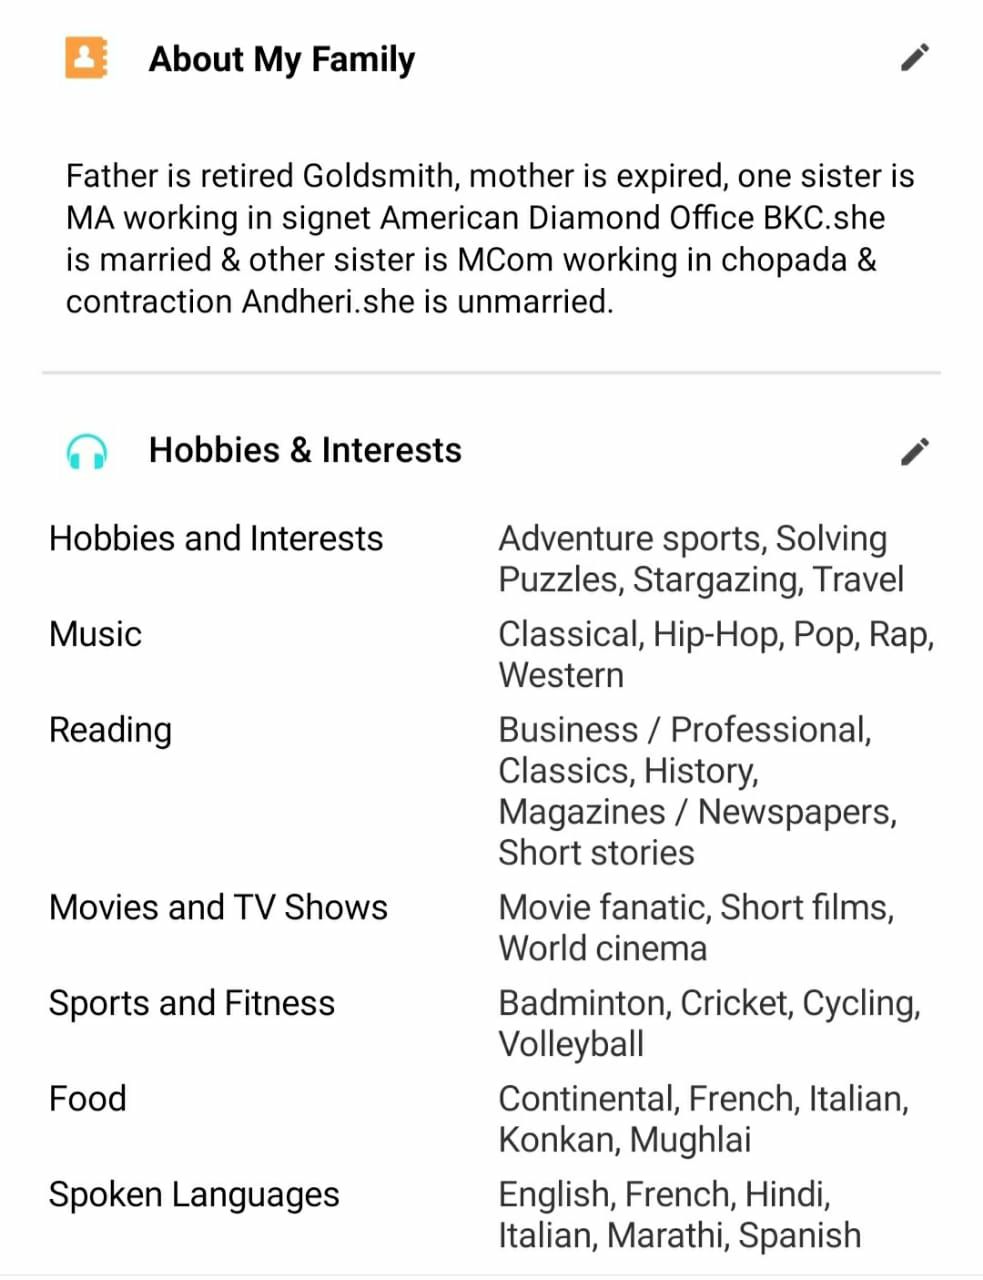 About My Family
Father is retired Goldsmith, mother is expired, one sister is
MA working in signet American Diamond Office BKC.she
is married & other sister is MCom working in chopada &
contraction Andheri.she is unmarried.
Hobbies & Interests
Hobbies and Interests Adventure sports, Solving
Puzzles, Stargazing, Travel
Music Classical, Hip-Hop, Pop, Rap,
Western
Reading Business / Professional,
Classics, History,
Magazines / Newspapers,
Short stories
Movies and TV Shows Movie fanatic, Short films,
World cinema
Sports and Fitness Badminton, Cricket, Cycling,
Volleyball
Food Continental, French, Italian,
Konkan, Mughlai
Spoken Languages English, French, Hindi,
Italian, Marathi, Spanish